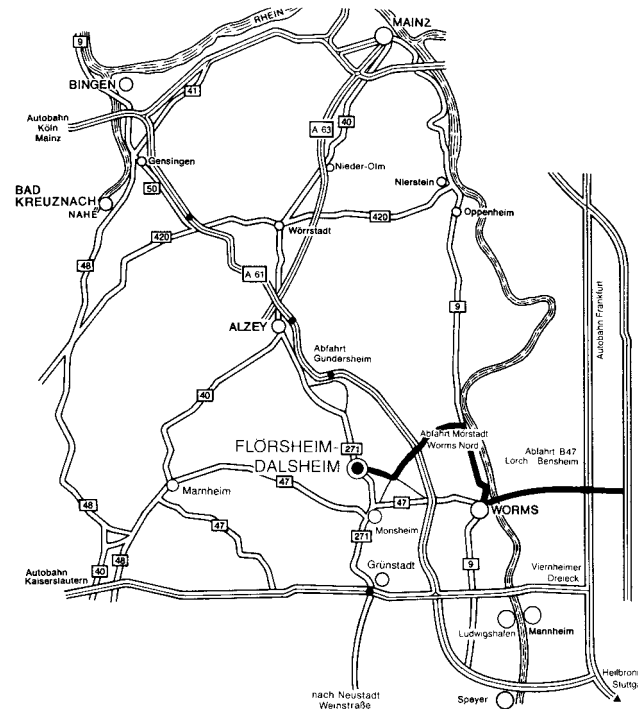 RHEIN
MAINZ
9
BINGEN
43
41
Autobahn
Köln
Mainz
A 63
40
Gensingen
Nieder-Olm
Nierstein
50
BAD
KREUZNACH
NAHE
Oppenheim
420
Wörrstadt
420
48
A 61
9
Autobahn Frankfurt
ALZEY
Abfahrt
Gundersheim
40
Abfahrt Mörstadt
Worms Nord
271
FLÖRSHEIM-
DALSHEIM
Abfahrt B47
Lorch Bensheim
47
Marnheim
47
48
WORMS
Monsheim
47
271
48
40
Grünstadt
9
Autobahn
Kaiserslautern
Viernheimer
Dreieck
Ludwigshafen
Mannheim
Heilbronn
Stuttga
nach Neustadt
Weinstraße
Speyer